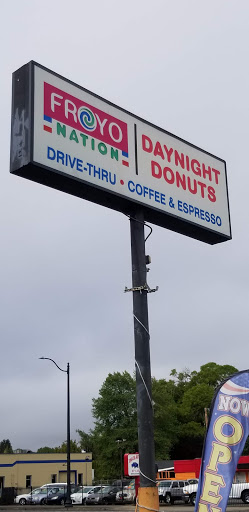 FROYO
NATION
DAYNIGHT
DONUTS
DRIVE-THRU • COFFEE & ESPRESSO
NOW
OPEN